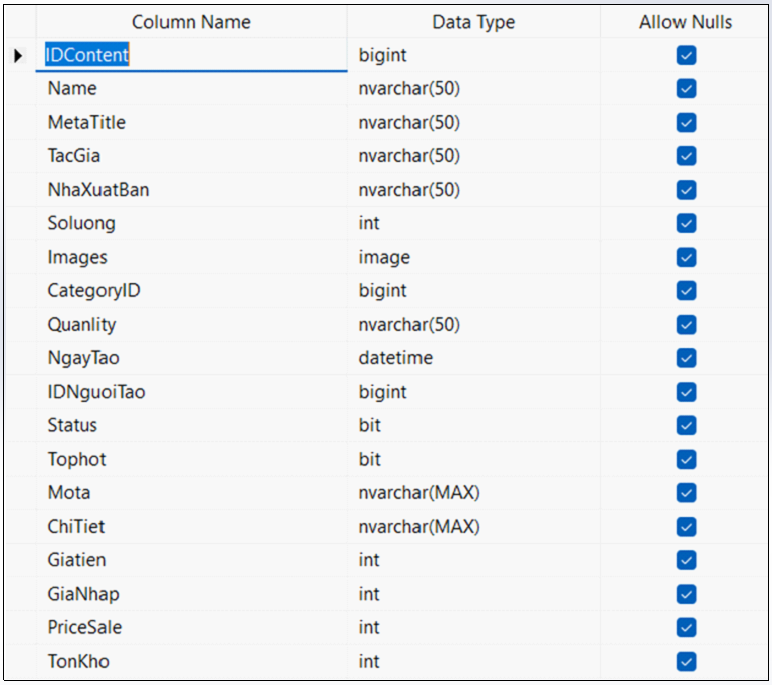 Column Name Data Type Allow Nulls
IDContent bigint
Name nvarchar(50)
MetaTitle nvarchar(50)
TacGia nvarchar(50)
NhaXuatBan nvarchar(50)
Soluong int
Images image
CategoryID bigint
Quanlity nvarchar(50)
NgayTao datetime
IDNguoiTao bigint
Status bit
Tophot bit
Mota nvarchar(MAX)
ChiTiet nvarchar(MAX)
Giatien int
GiaNhap int
PriceSale int
TonKho int